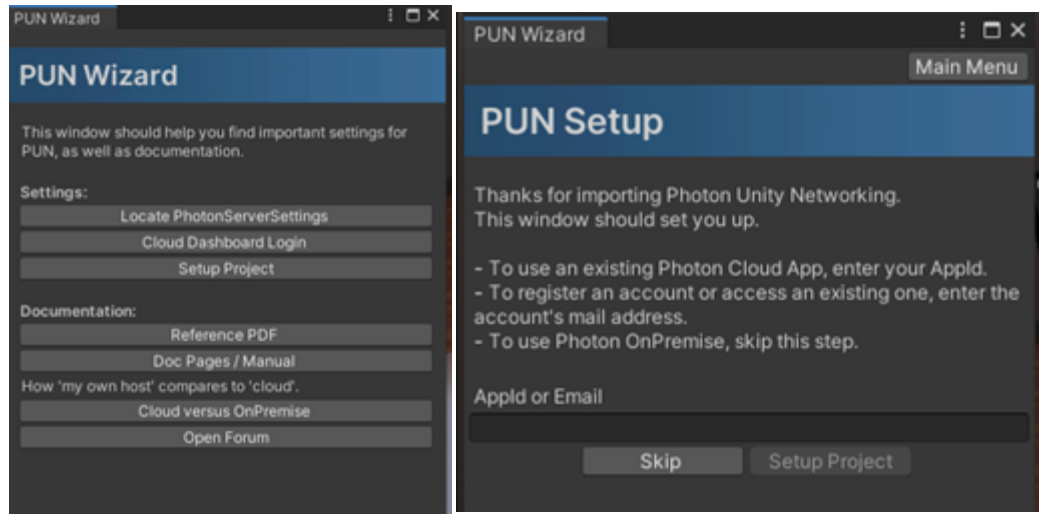 PUN Wizard
PUN Wizard
This window should help you find important settings for
PUN, as well as documentation.
Settings:
Locate PhotonServerSettings
Cloud Dashboard Login
Setup Project
Documentation:
Reference PDF
Doc Pages / Manual
How 'my own host' compares to 'cloud'.
Cloud versus OnPremise
Open Forum
PUN Wizard
Main Menu
PUN Setup
Thanks for importing Photon Unity Networking.
This window should set you up.
- To use an existing Photon Cloud App, enter your AppId.
- To register an account or access an existing one, enter the
account's mail address.
- To use Photon OnPremise, skip this step.
AppId or Email
Skip
Setup Project